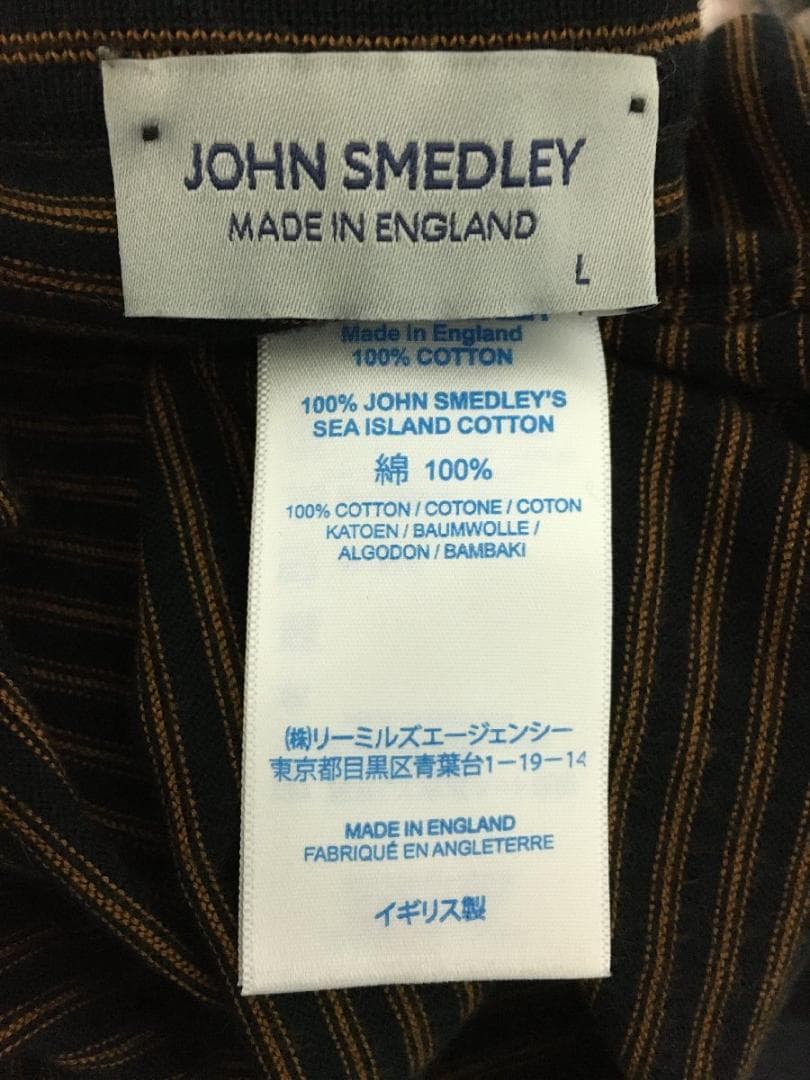 JOHN SMEDLEY
MADE IN ENGLAND
L
Made in England
100% COTTON
100% JOHN SMEDLEY'S
SEA ISLAND COTTON
綿 100%
100% COTTON / COTONE / COTON
KATOEN / BAUMWOLLE /
ALGODON / BAMBAKI
㈱リーミルズエージェンシー
東京都目黒区青葉台1-19-14
MADE IN ENGLAND
FABRIQUÉ EN ANGLETERRE
イギリス製